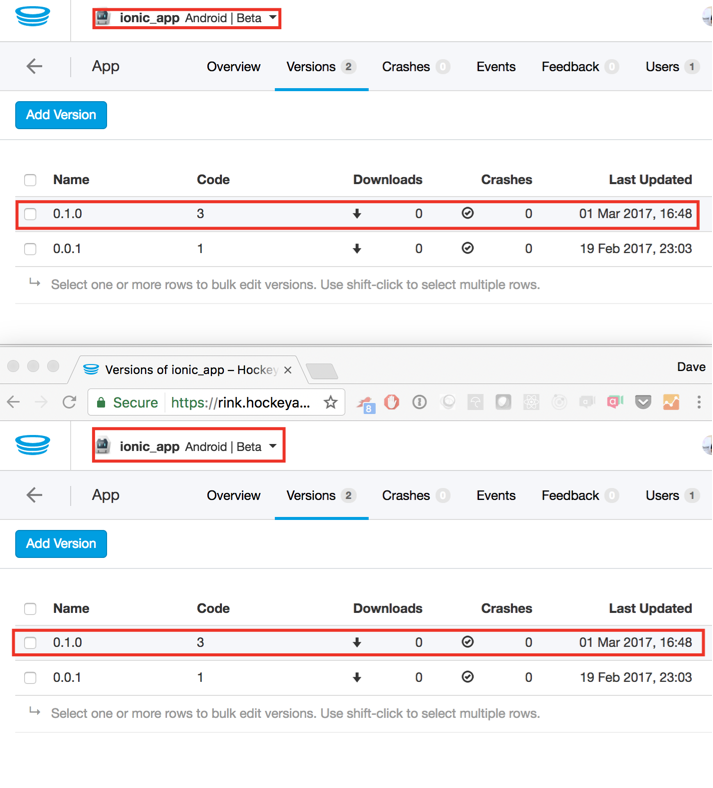 ionic_app Android | Beta
App Overview Versions 2 Crashes 0 Events Feedback 0 Users 1
Add Version
Name Code Downloads Crashes Last Updated
0.1.0 3 0 0 01 Mar 2017, 16:48
0.0.1 1 0 0 19 Feb 2017, 23:03
Select one or more rows to bulk edit versions. Use shift-click to select multiple rows.
Versions of ionic_app – Hockey Dave
Secure https://rink.hockeya... 8
ionic_app Android | Beta
App Overview Versions 2 Crashes 0 Events Feedback 0 Users 1
Add Version
Name Code Downloads Crashes Last Updated
0.1.0 3 0 0 01 Mar 2017, 16:48
0.0.1 1 0 0 19 Feb 2017, 23:03
Select one or more rows to bulk edit versions. Use shift-click to select multiple rows.